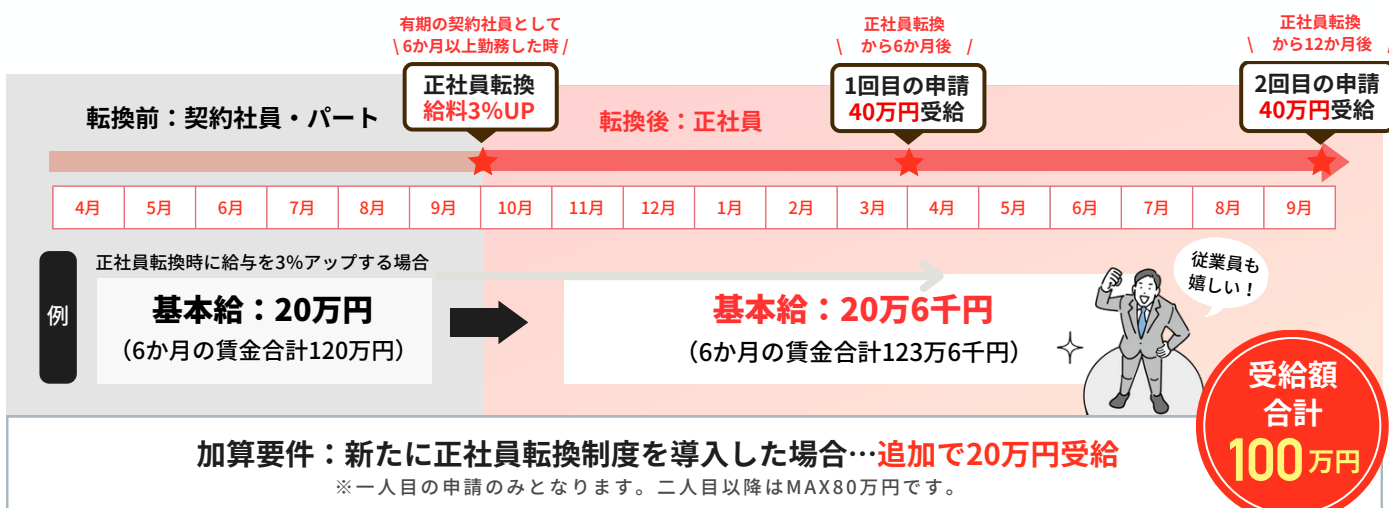 有期の契約社員として
\ 6か月以上勤務した時 /
正社員転換
給料3%UP
正社員転換
\ から6か月後 /
1回目の申請
40万円受給
正社員転換
\ から12か月後 /
2回目の申請
40万円受給
転換前：契約社員・パート
転換後：正社員
4月 5月 6月 7月 8月 9月 10月 11月 12月 1月 2月 3月 4月 5月 6月 7月 8月 9月
例
正社員転換時に給与を3%アップする場合
基本給：20万円
（6か月の賃金合計120万円）
基本給：20万6千円
（6か月の賃金合計123万6千円）
従業員も
嬉しい！
受給額
合計
100万円
加算要件：新たに正社員転換制度を導入した場合…追加で20万円受給
※一人目の申請のみとなります。二人目以降はMAX80万円です。